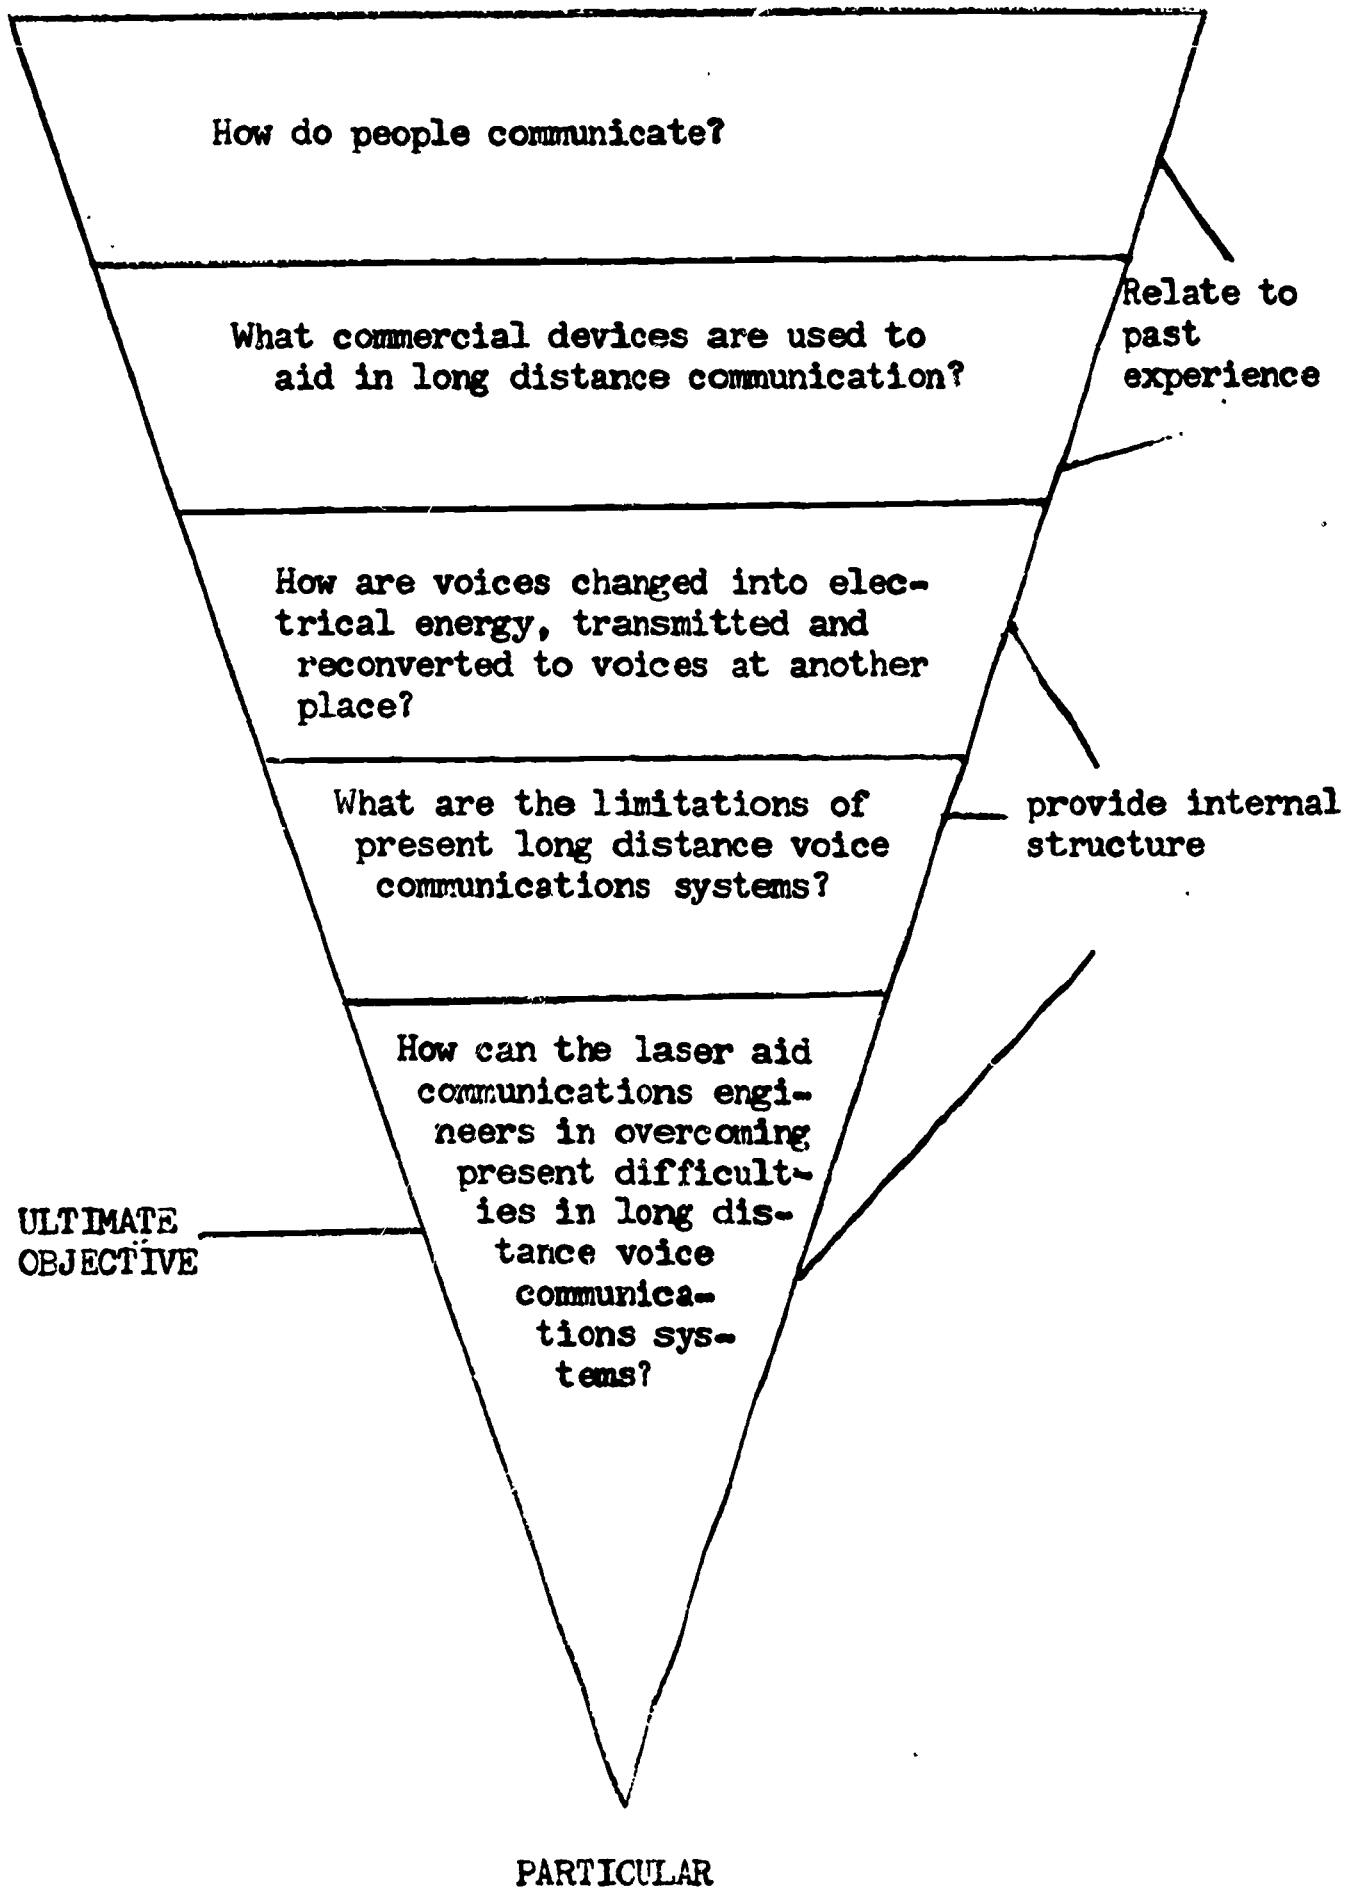 How do people communicate?
What commercial devices are used to
aid in long distance communication?
Relate to
past
experience
How are voices changed into elec-
trical energy, transmitted and
reconverted to voices at another
place?
What are the limitations of
present long distance voice
communications systems?
provide internal
structure
How can the laser aid
communications engi-
neers in overcoming
present difficult-
ies in long dis-
tance voice
communica-
tions sys-
tems?
ULTIMATE
OBJECTIVE
PARTICULAR